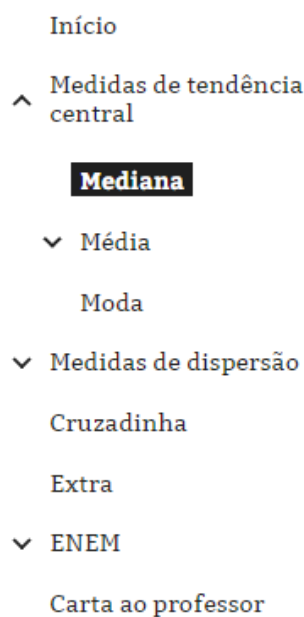 Início
Medidas de tendência
central
Mediana
Média
Moda
Medidas de dispersão
Cruzadinha
Extra
ENEM
Carta ao professor